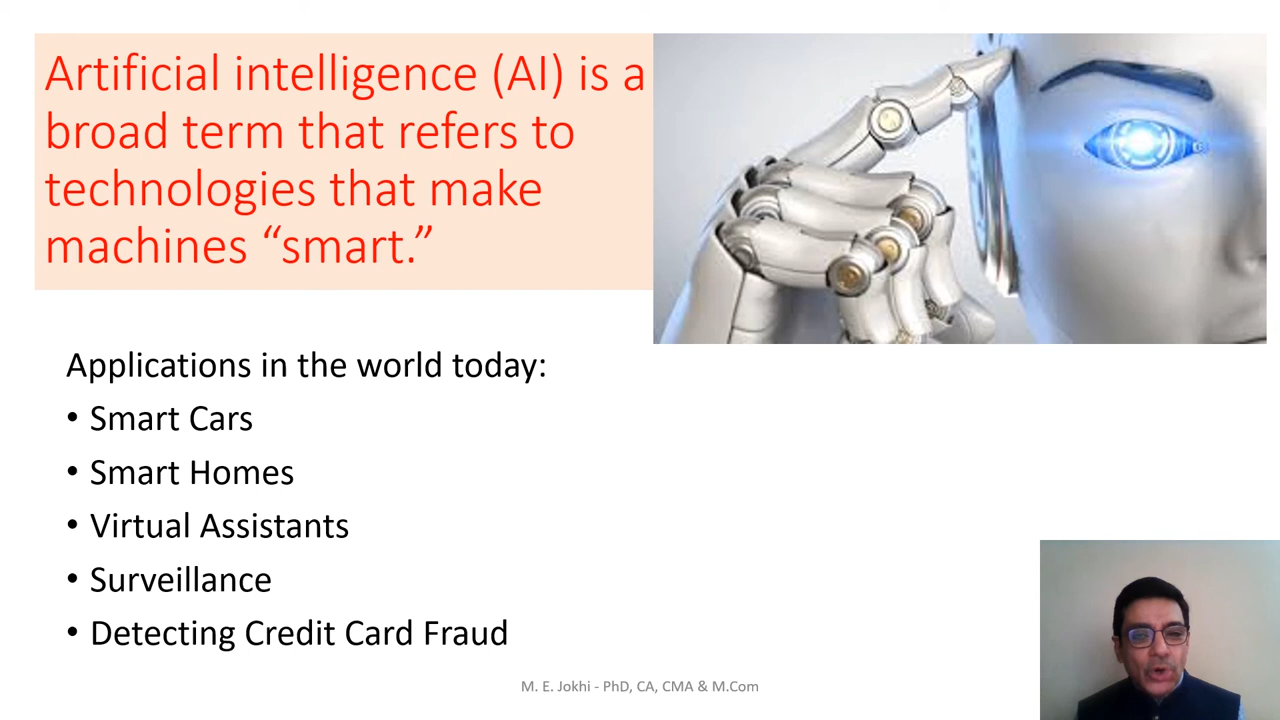 Artificial intelligence (AI) is a
broad term that refers to
technologies that make
machines “smart.”
Applications in the world today:
• Smart Cars
• Smart Homes
• Virtual Assistants
• Surveillance
• Detecting Credit Card Fraud
M. E. Jokhi - PhD, CA, CMA & M.Com